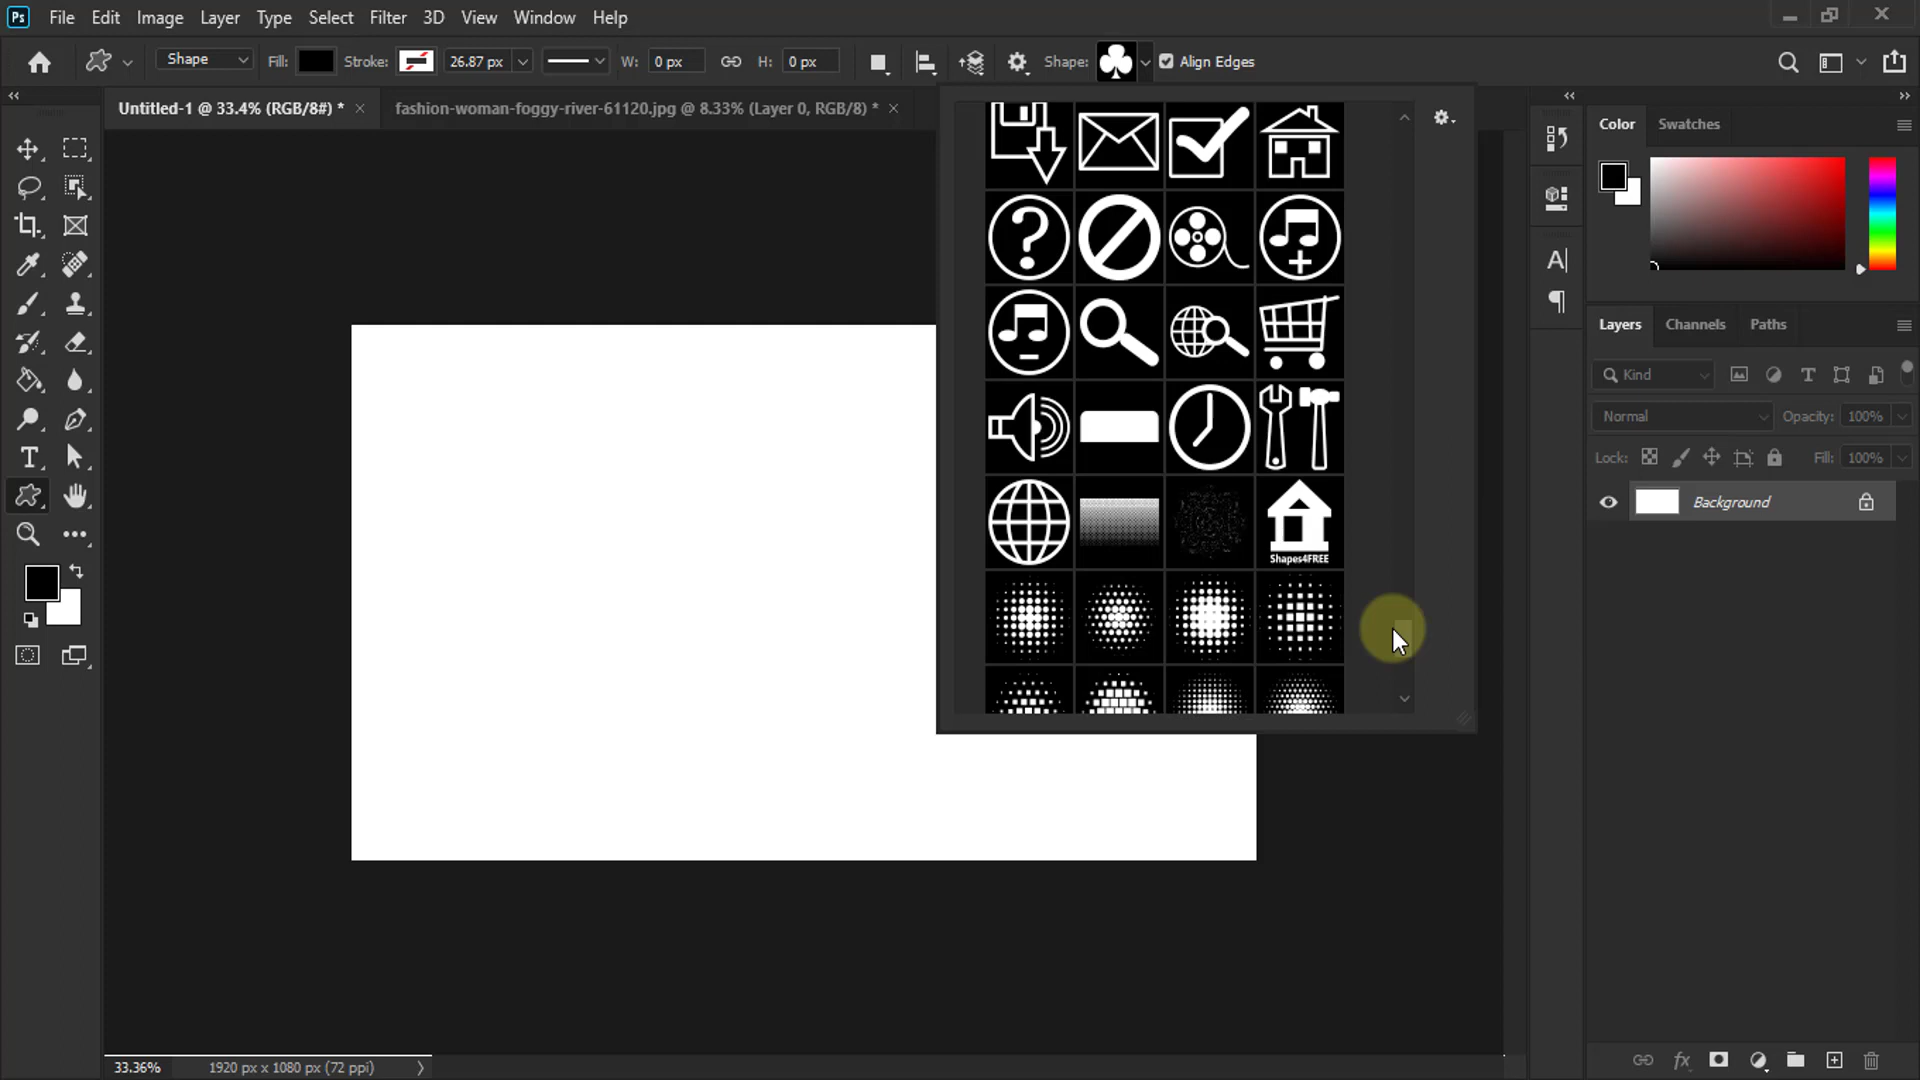 Ps File Edit Image Layer Type Select Filter 3D View Window Help
Shape Fill: Stroke: 26.87 px W: 0 px H: 0 px Shape: Align Edges
Untitled-1 @ 33.4% (RGB/8#) * fashion-woman-foggy-river-61120.jpg @ 8.33% (Layer 0, RGB/8) *
Color Swatches
Layers Channels Paths
Kind
Normal Opacity: 100%
Lock: Fill: 100%
Background
Shapes4FREE
33.36% 1920 px x 1080 px (72 ppi)